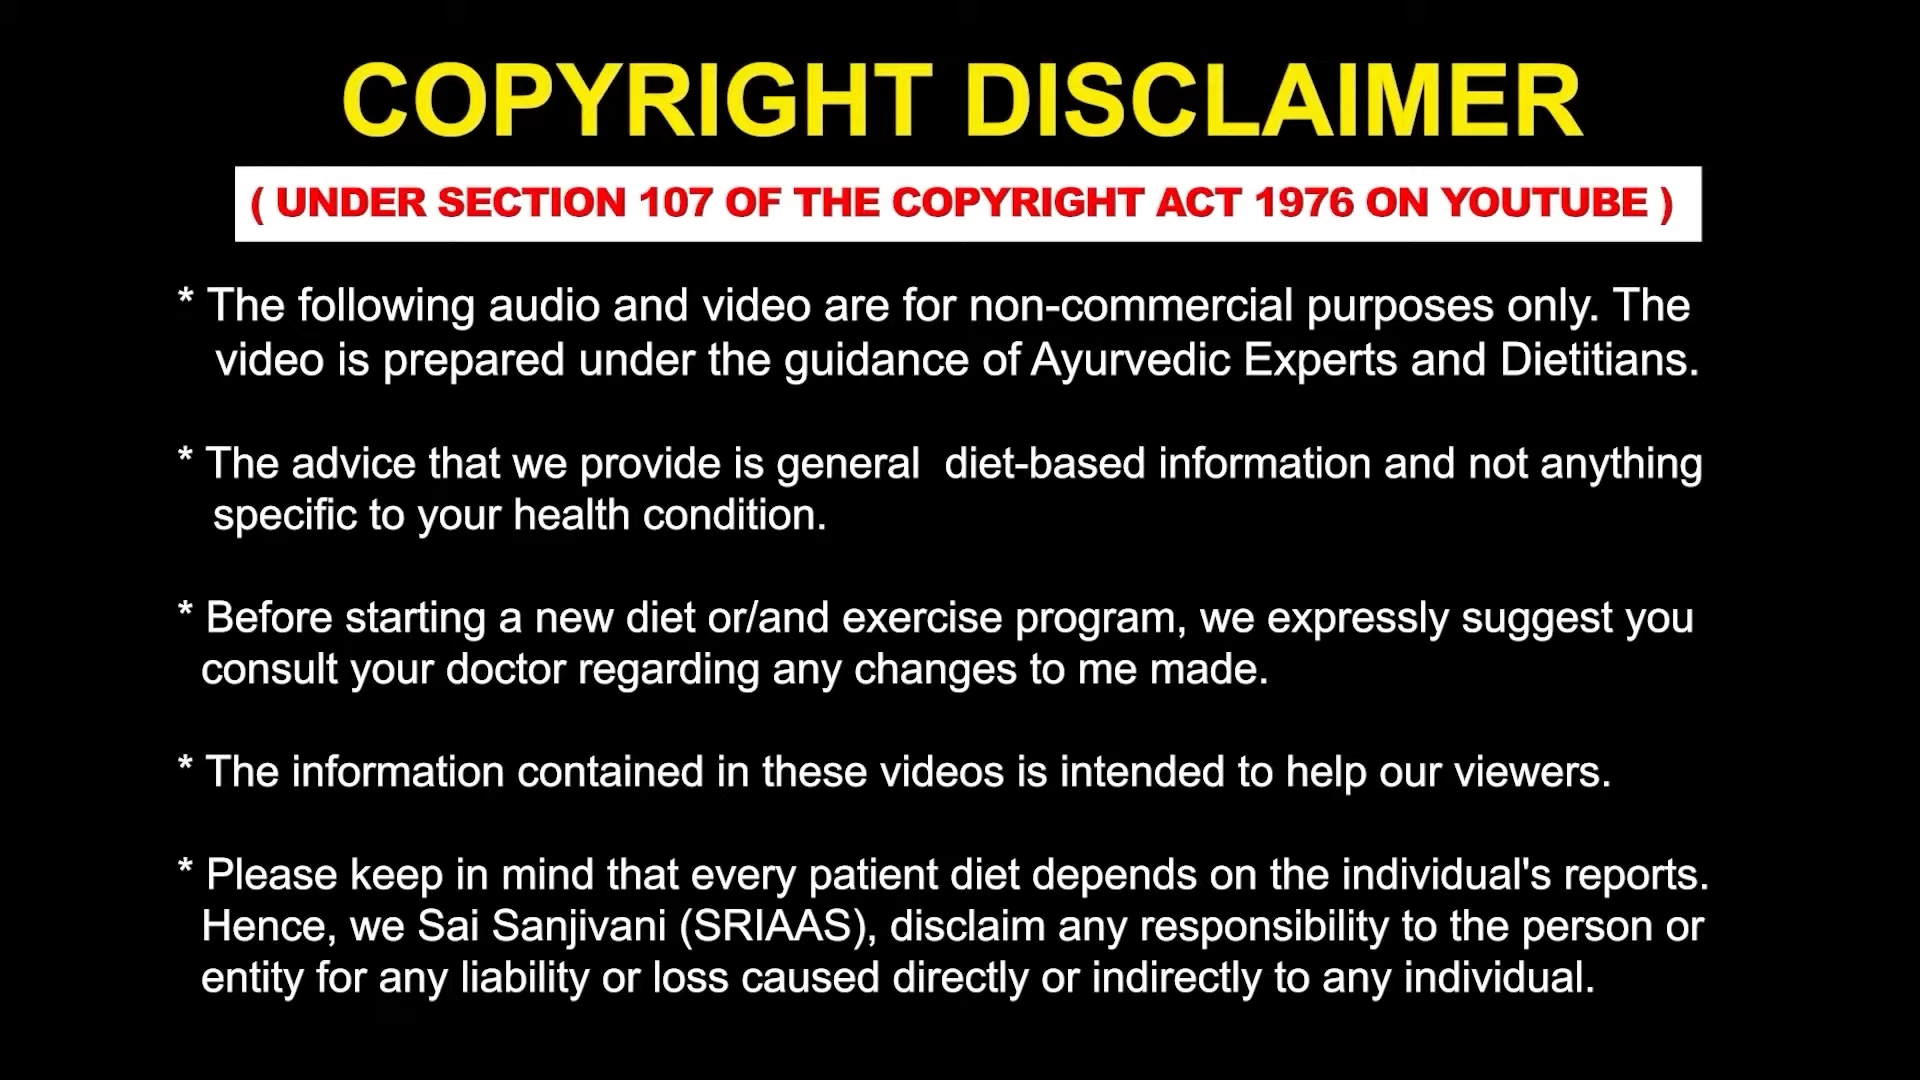 COPYRIGHT DISCLAIMER
( UNDER SECTION 107 OF THE COPYRIGHT ACT 1976 ON YOUTUBE )
* The following audio and video are for non-commercial purposes only. The
video is prepared under the guidance of Ayurvedic Experts and Dietitians.
* The advice that we provide is general  diet-based information and not anything
specific to your health condition.
* Before starting a new diet or/and exercise program, we expressly suggest you
consult your doctor regarding any changes to me made.
* The information contained in these videos is intended to help our viewers.
* Please keep in mind that every patient diet depends on the individual's reports.
Hence, we Sai Sanjivani (SRIAAS), disclaim any responsibility to the person or
entity for any liability or loss caused directly or indirectly to any individual.